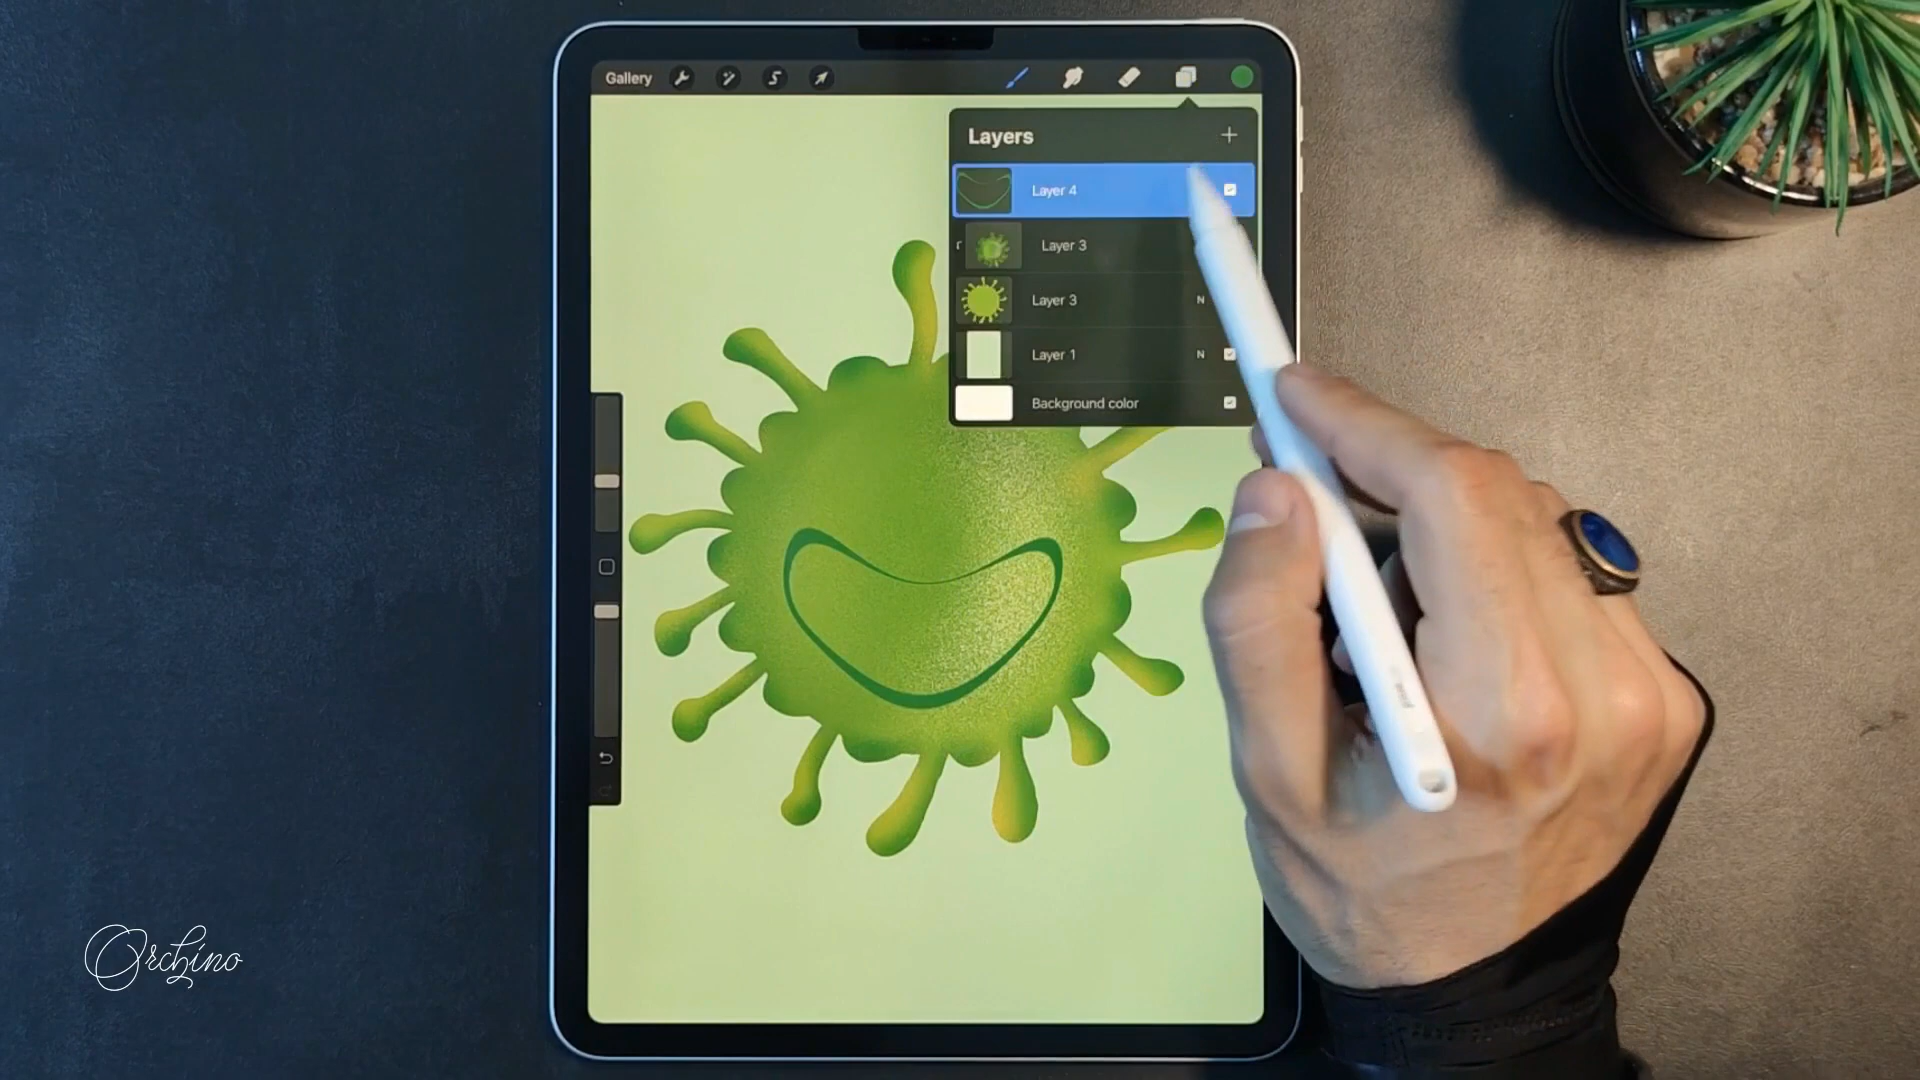 Gallery
Layers
Layer 4
Layer 3
Layer 3 N
Layer 1 N
Background color
Orchino